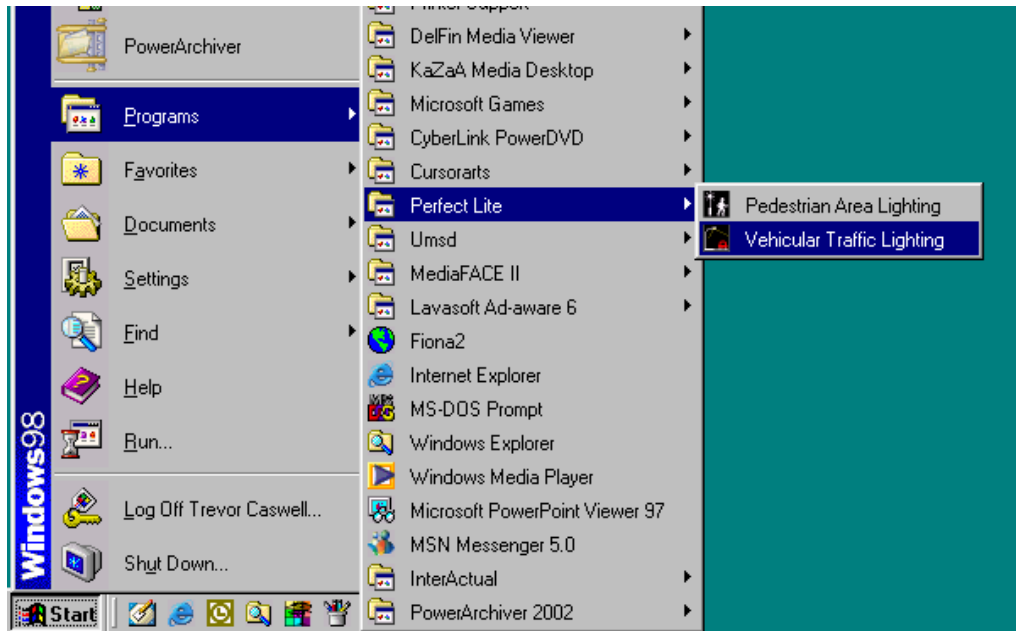 PowerArchiver
Programs
Favorites
Documents
Settings
Find
Help
Run...
Log Off Trevor Caswell...
Shut Down...
Windows98
Start
Printer Support
DelFin Media Viewer
KaZaA Media Desktop
Microsoft Games
CyberLink PowerDVD
Cursorarts
Perfect Lite
Umsd
MediaFACE II
Lavasoft Ad-aware 6
Fiona2
Internet Explorer
MS-DOS Prompt
Windows Explorer
Windows Media Player
Microsoft PowerPoint Viewer 97
MSN Messenger 5.0
InterActual
PowerArchiver 2002
Pedestrian Area Lighting
Vehicular Traffic Lighting